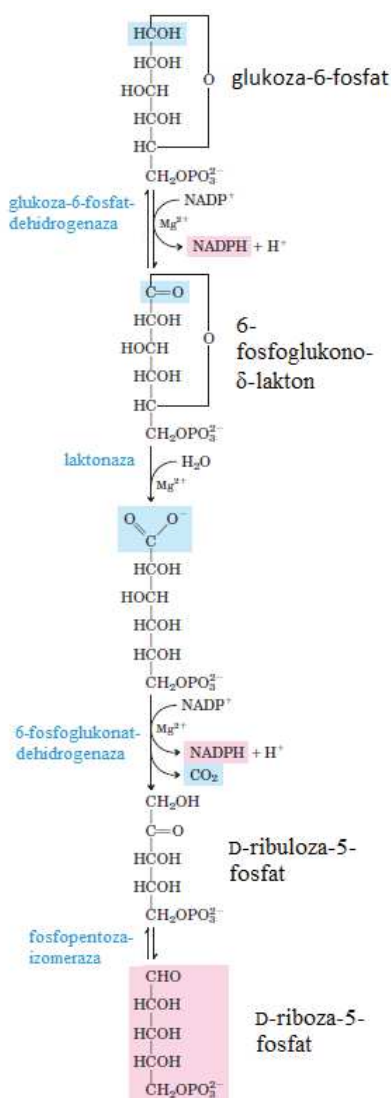 HCOH
HCOH
HOCH
HCOH
HC
O
CH₂OPO₃²⁻
glukoza-6-fosfat
glukoza-6-fosfat-
dehidrogenaza
NADP⁺
Mg²⁺
NADPH + H⁺
C=O
HCOH
HOCH
HCOH
HC
O
CH₂OPO₃²⁻
6-
fosfoglukono-
δ-lakton
laktonaza
H₂O
Mg²⁺
O O⁻
C
HCOH
HOCH
HCOH
HCOH
CH₂OPO₃²⁻
6-fosfoglukonat-
dehidrogenaza
NADP⁺
Mg²⁺
NADPH + H⁺
CO₂
CH₂OH
C=O
HCOH
HCOH
CH₂OPO₃²⁻
D-ribuloza-5-
fosfat
fosfopentoza-
izomeraza
CHO
HCOH
HCOH
HCOH
CH₂OPO₃²⁻
D-riboza-5-
fosfat